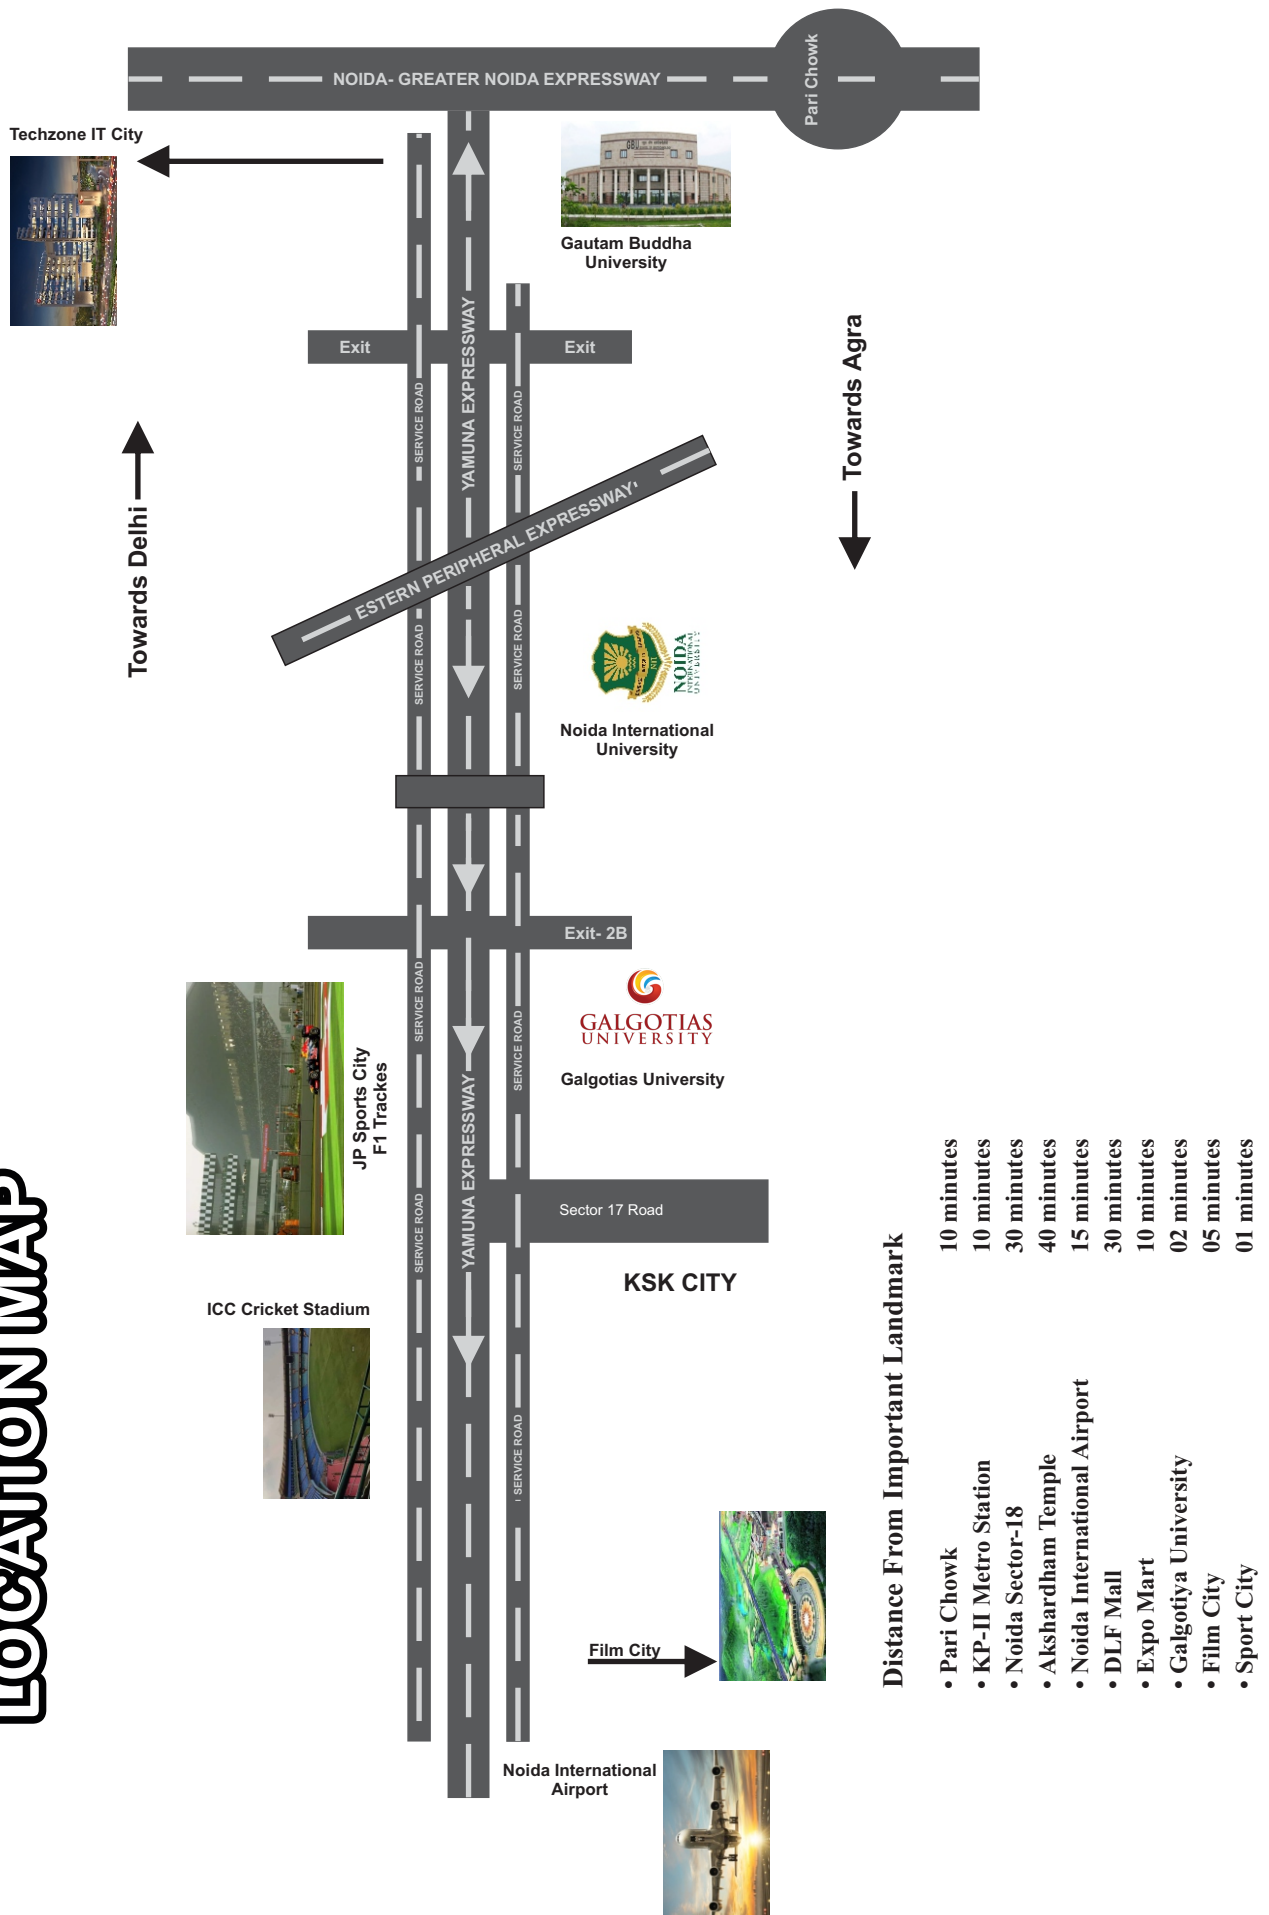 LOCATION MAP
NOIDA- GREATER NOIDA EXPRESSWAY
Pari Chowk
Techzone IT City
GBU
Gautam Buddha
University
Exit
Exit
SERVICE ROAD
YAMUNA EXPRESSWAY
SERVICE ROAD
Towards Delhi
Towards Agra
ESTERN PERIPHERAL EXPRESSWAY'
SERVICE ROAD
SERVICE ROAD
NIU
NOIDA
INTERNATIONAL
UNIVERSITY
Noida International
University
Exit- 2B
SERVICE ROAD
SERVICE ROAD
GALGOTIAS
UNIVERSITY
Galgotias University
JP Sports City
F1 Trackes
YAMUNA EXPRESSWAY
SERVICE ROAD
Sector 17 Road
KSK CITY
ICC Cricket Stadium
SERVICE ROAD
Film City
Noida International
Airport
Distance From Important Landmark
• Pari Chowk 10 minutes
• KP-II Metro Station 10 minutes
• Noida Sector-18 30 minutes
• Akshardham Temple 40 minutes
• Noida International Airport 15 minutes
• DLF Mall 30 minutes
• Expo Mart 10 minutes
• Galgotiya University 02 minutes
• Film City 05 minutes
• Sport City 01 minutes